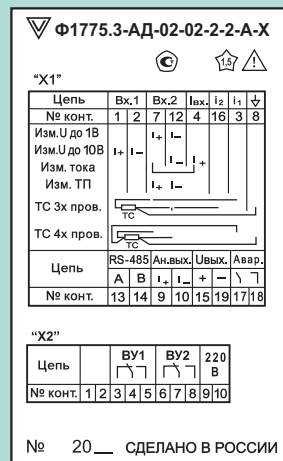 Ф1775.3-АД-02-02-2-2-А-Х
1,5
“X1”
Цепь Вх.1 Вх.2 Iвх. i2 i1
№ конт. 1 2 7 12 4 16 3 8
Изм.U до 1В I+ I–
Изм.U до 10В I+ I–
Изм. тока I– I+
Изм. ТП I+ I–
ТС 3х пров. ТС
ТС 4х пров. ТС
Цепь RS-485 Ан.вых. Uвых. Авар.
А В I+ I– + –
№ конт. 13 14 9 10 15 19 17 18
“X2”
Цепь ВУ1 ВУ2 220 В
№ конт. 1 2 3 4 5 6 7 8 9 10
№ 20__ СДЕЛАНО В РОССИИ